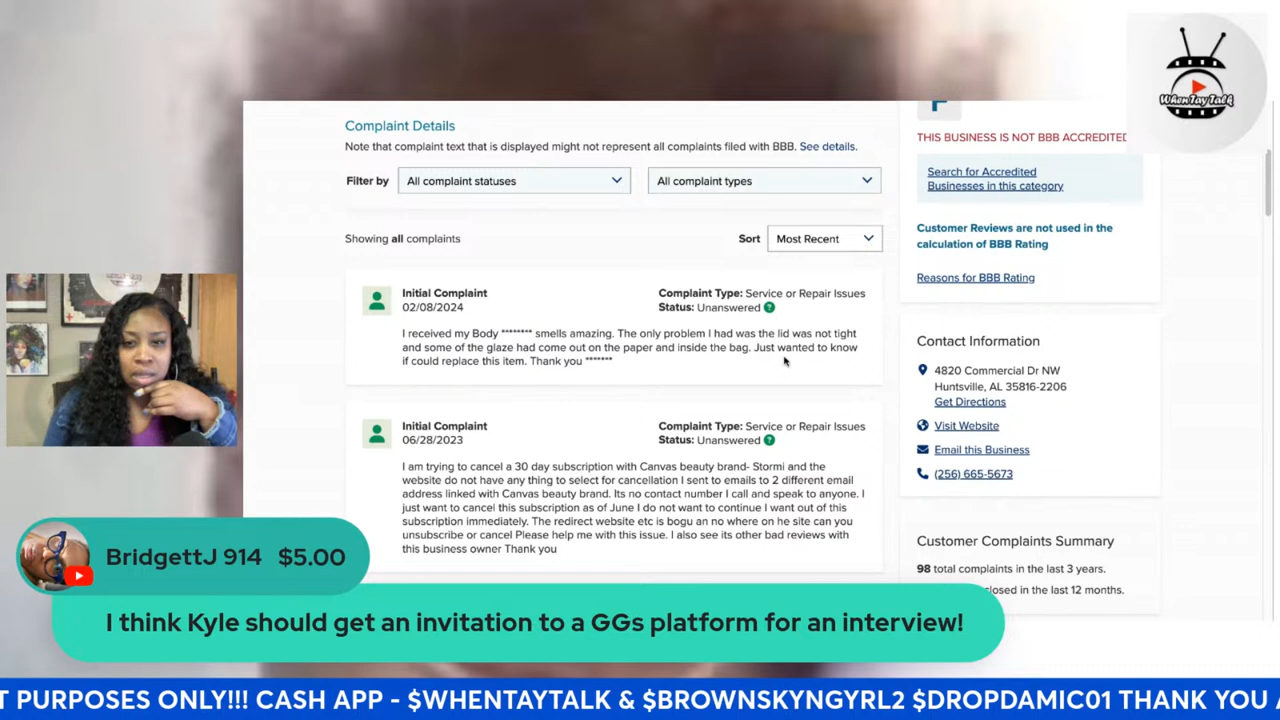 WhenTayTalk
F
Complaint Details
Note that complaint text that is displayed might not represent all complaints filed with BBB. See details.
Filter by
All complaint statuses
All complaint types
Showing all complaints
Sort
Most Recent
Initial Complaint
02/08/2024
Complaint Type: Service or Repair Issues
Status: Unanswered ?
I received my Body ******** smells amazing. The only problem I had was the lid was not tight
and some of the glaze had come out on the paper and inside the bag. Just wanted to know
if could replace this item. Thank you *******
Initial Complaint
06/28/2023
Complaint Type: Service or Repair Issues
Status: Unanswered ?
I am trying to cancel a 30 day subscription with Canvas beauty brand- Stormi and the
website do not have any thing to select for cancellation I sent to emails to 2 different email
address linked with Canvas beauty brand. Its no contact number I call and speak to anyone. I
just want to cancel this subscription as of June I do not want to continue I want out of this
subscription immediately. The redirect website etc is bogu an no where on he site can you
unsubscribe or cancel Please help me with this issue. I also see its other bad reviews with
this business owner Thank you
THIS BUSINESS IS NOT BBB ACCREDITED
Search for Accredited
Businesses in this category
Customer Reviews are not used in the
calculation of BBB Rating
Reasons for BBB Rating
Contact Information
4820 Commercial Dr NW
Huntsville, AL 35816-2206
Get Directions
Visit Website
Email this Business
(256) 665-5673
Customer Complaints Summary
98 total complaints in the last 3 years.
closed in the last 12 months.
BridgettJ 914 $5.00
I think Kyle should get an invitation to a GGs platform for an interview!
T PURPOSES ONLY!!! CASH APP - $WHENTAYTALK & $BROWNSKYNGYRL2 $DROPDAMIC01 THANK YOU